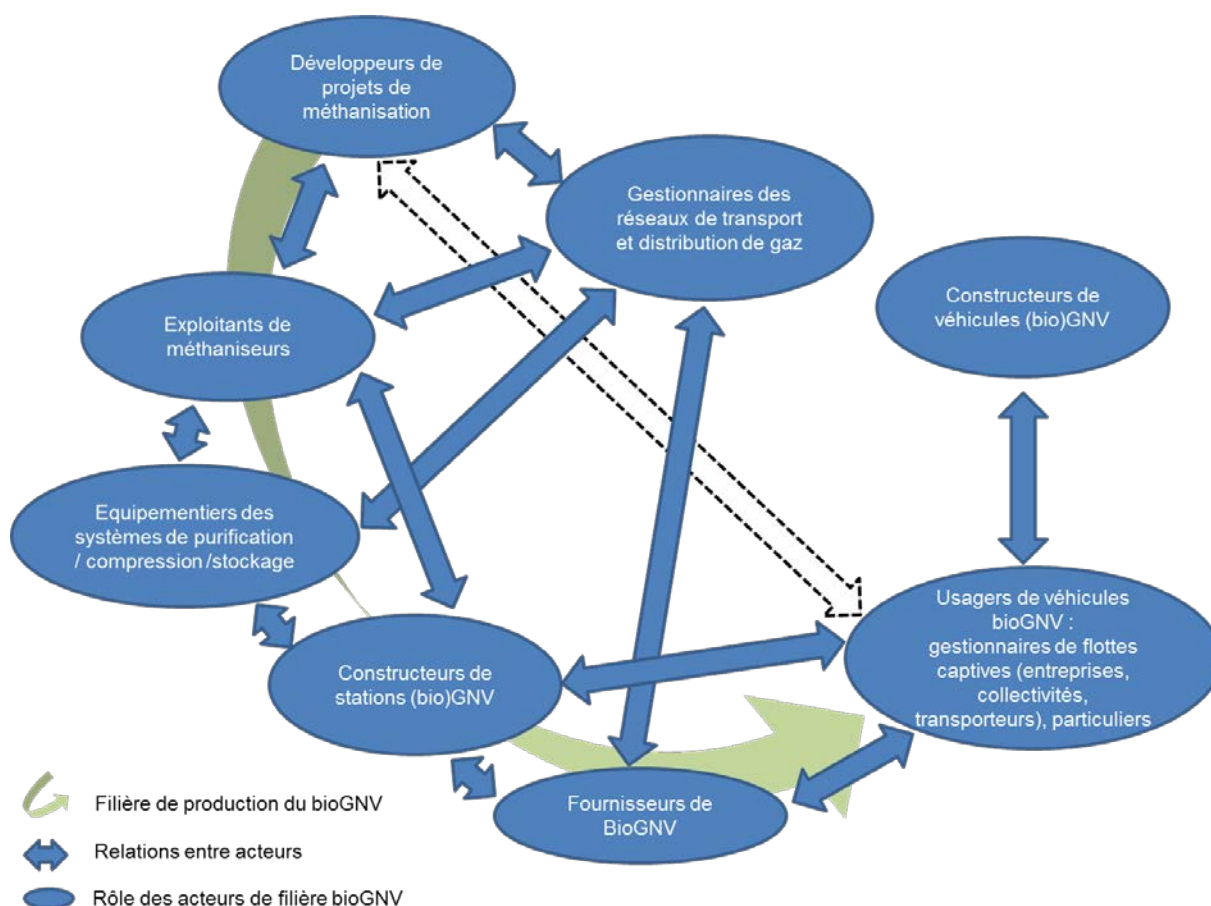 Développeurs de
projets de
méthanisation
Gestionnaires des
réseaux de transport
et distribution de gaz
Constructeurs de
véhicules (bio)GNV
Exploitants de
méthaniseurs
Equipementiers des
systèmes de purification
/ compression /stockage
Usagers de véhicules
bioGNV :
gestionnaires de flottes
captives (entreprises,
collectivités,
transporteurs), particuliers
Constructeurs de
stations (bio)GNV
Fournisseurs de
BioGNV
Filière de production du bioGNV
Relations entre acteurs
Rôle des acteurs de filière bioGNV